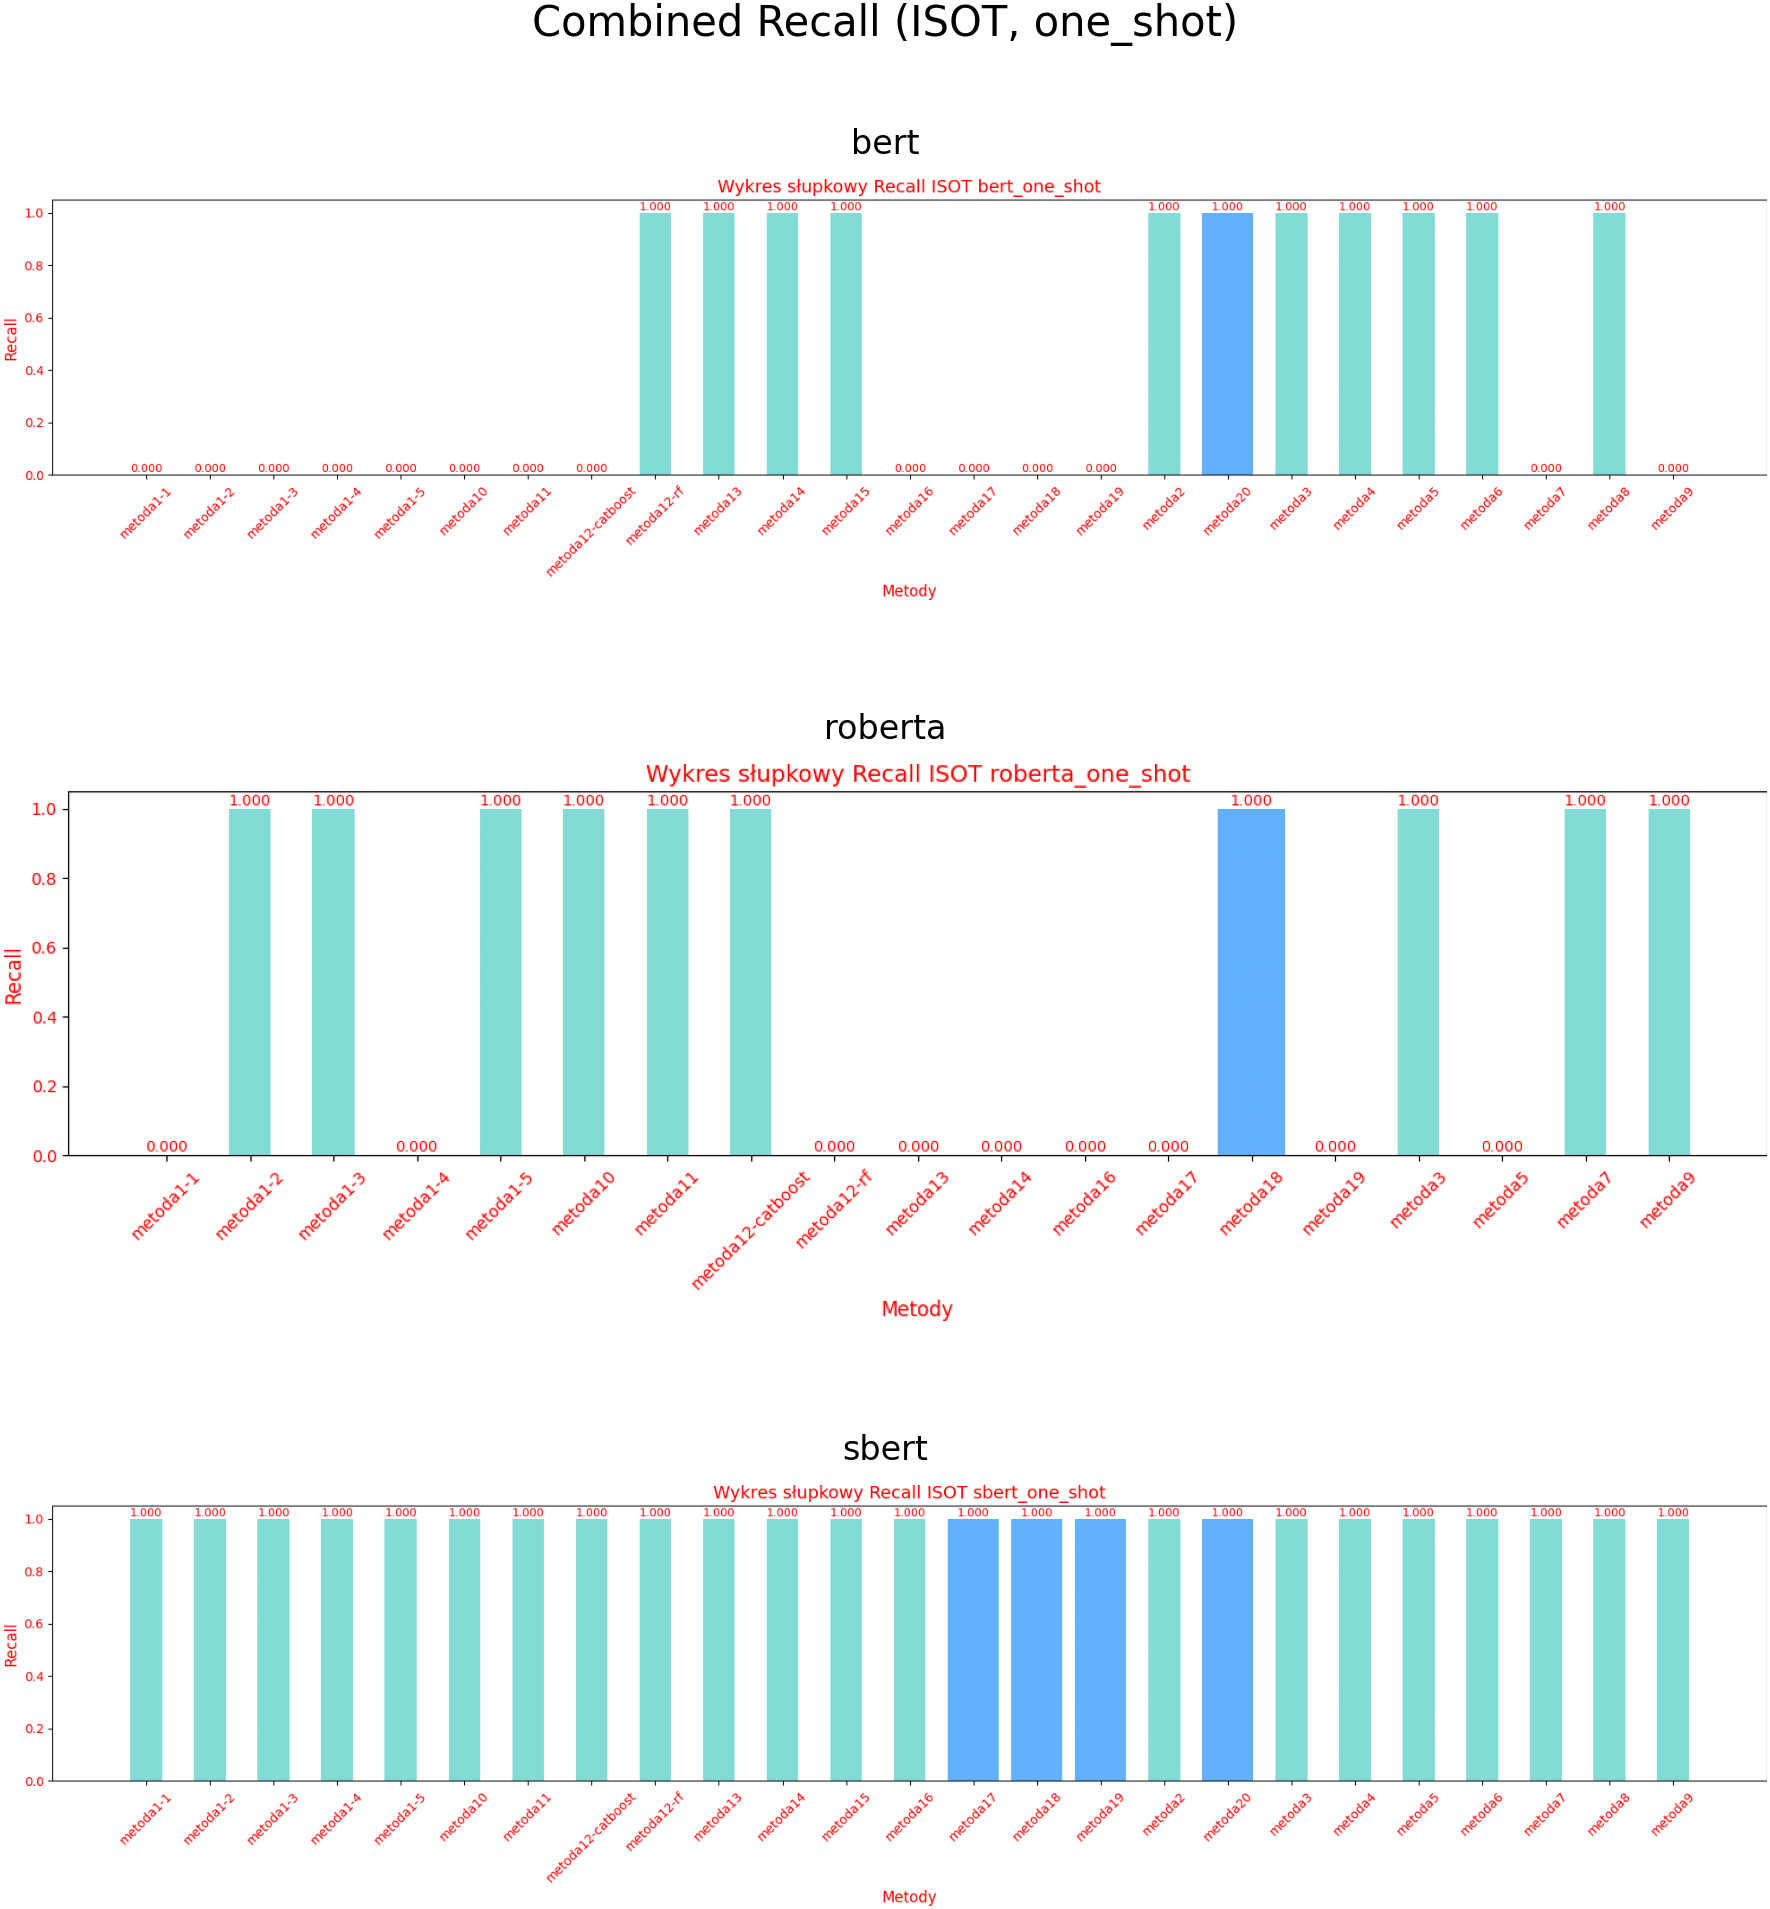 Combined Recall (ISOT, one_shot)
bert
Wykres słupkowy Recall ISOT bert_one_shot
1.000 1.000 1.000 1.000 1.000 1.000 1.000 1.000 1.000 1.000 1.000
1.0
0.8
0.6
0.4
0.2
0.0
Recall
0.000 0.000 0.000 0.000 0.000 0.000 0.000 0.000 0.000 0.000 0.000 0.000 0.000 0.000
metoda1-1 metoda1-2 metoda1-3 metoda1-4 metoda1-5 metoda10 metoda11 metoda12-catboost metoda12-rf metoda13 metoda14 metoda15 metoda16 metoda17 metoda18 metoda19 metoda2 metoda20 metoda3 metoda4 metoda5 metoda6 metoda7 metoda8 metoda9
Metody
roberta
Wykres słupkowy Recall ISOT roberta_one_shot
1.000 1.000 1.000 1.000 1.000 1.000 1.000 1.000 1.000 1.000
1.0
0.8
0.6
0.4
0.2
0.0
Recall
0.000 0.000 0.000 0.000 0.000 0.000 0.000 0.000 0.000
metoda1-1 metoda1-2 metoda1-3 metoda1-4 metoda1-5 metoda10 metoda11 metoda12-catboost metoda12-rf metoda13 metoda14 metoda16 metoda17 metoda18 metoda19 metoda3 metoda5 metoda7 metoda9
Metody
sbert
Wykres słupkowy Recall ISOT sbert_one_shot
1.000 1.000 1.000 1.000 1.000 1.000 1.000 1.000 1.000 1.000 1.000 1.000 1.000 1.000 1.000 1.000 1.000 1.000 1.000 1.000 1.000 1.000 1.000 1.000 1.000
1.0
0.8
0.6
0.4
0.2
0.0
Recall
metoda1-1 metoda1-2 metoda1-3 metoda1-4 metoda1-5 metoda10 metoda11 metoda12-catboost metoda12-rf metoda13 metoda14 metoda15 metoda16 metoda17 metoda18 metoda19 metoda2 metoda20 metoda3 metoda4 metoda5 metoda6 metoda7 metoda8 metoda9
Metody